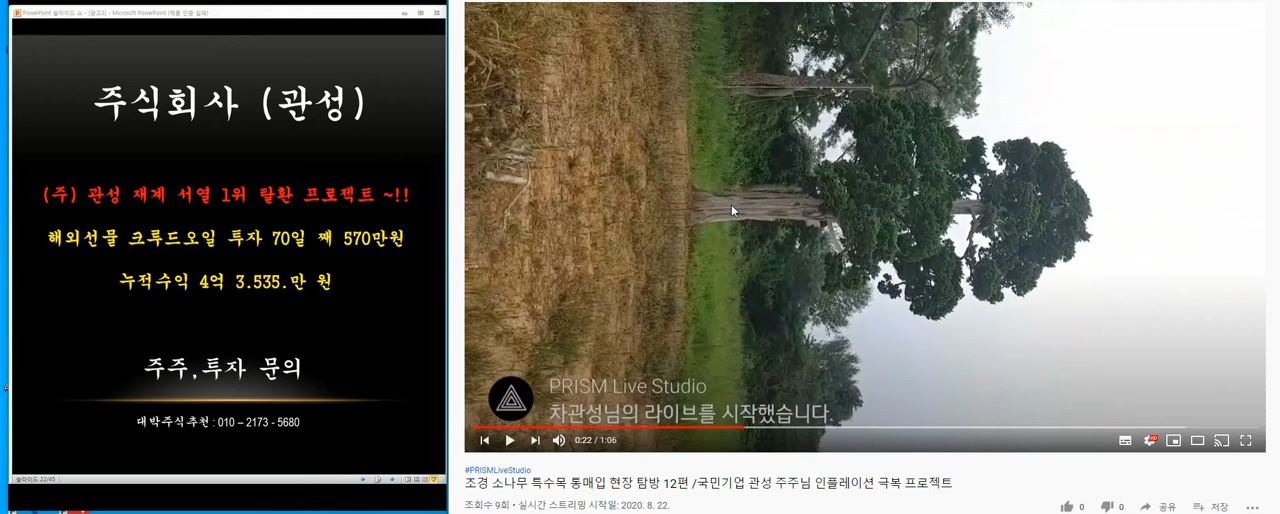 PowerPoint 슬라이드 쇼 - [광고3] - Microsoft PowerPoint (제품 인증 실패)
주식회사 (관성)
(주) 관성 재계 서열 1위 탈환 프로젝트 ~!!
해외선물 크루드오일 투자 70일 째 570만원
누적수익 4억 3.535.만 원
주주,투자 문의
대박주식추천 : 010 – 2173 - 5680
슬라이드 22/45
PRISM Live Studio
차관성님의 라이브를 시작했습니다.
0:22 / 1:06
HD
#PRISMLiveStudio
조경 소나무 특수목 통매입 현장 탐방 12편 /국민기업 관성 주주님 인플레이션 극복 프로젝트
조회수 9회 • 실시간 스트리밍 시작일: 2020. 8. 22.
0 0 공유 저장